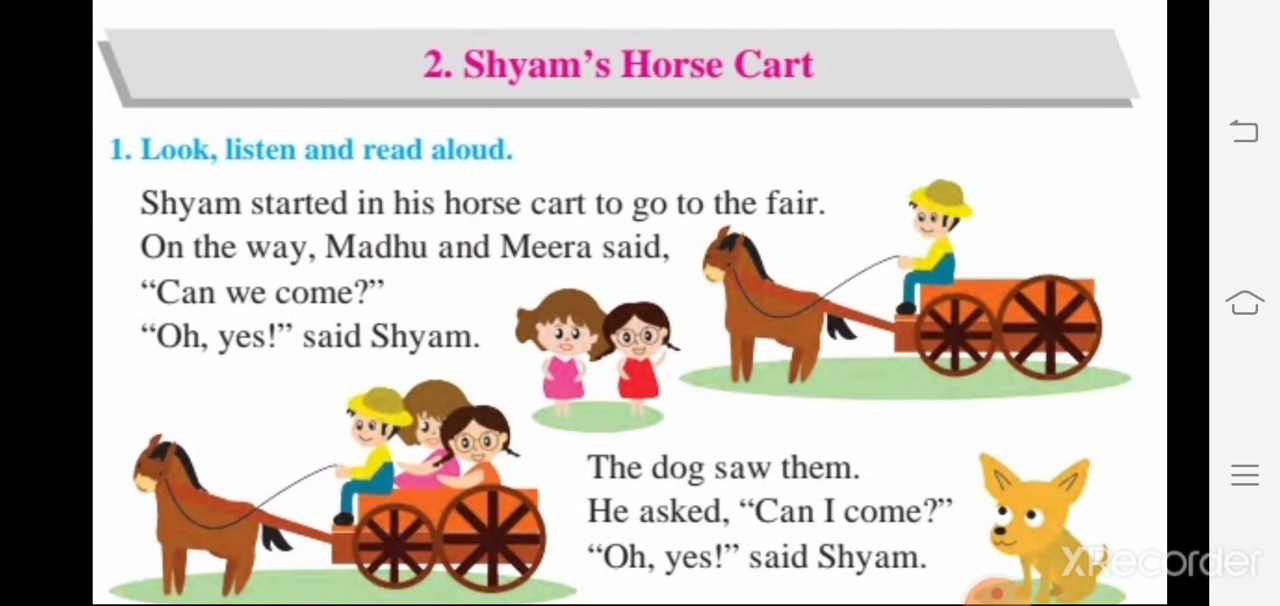 2. Shyam’s Horse Cart
1. Look, listen and read aloud.
Shyam started in his horse cart to go to the fair.
On the way, Madhu and Meera said,
“Can we come?”
“Oh, yes!” said Shyam.
The dog saw them.
He asked, “Can I come?”
“Oh, yes!” said Shyam.
XRecorder